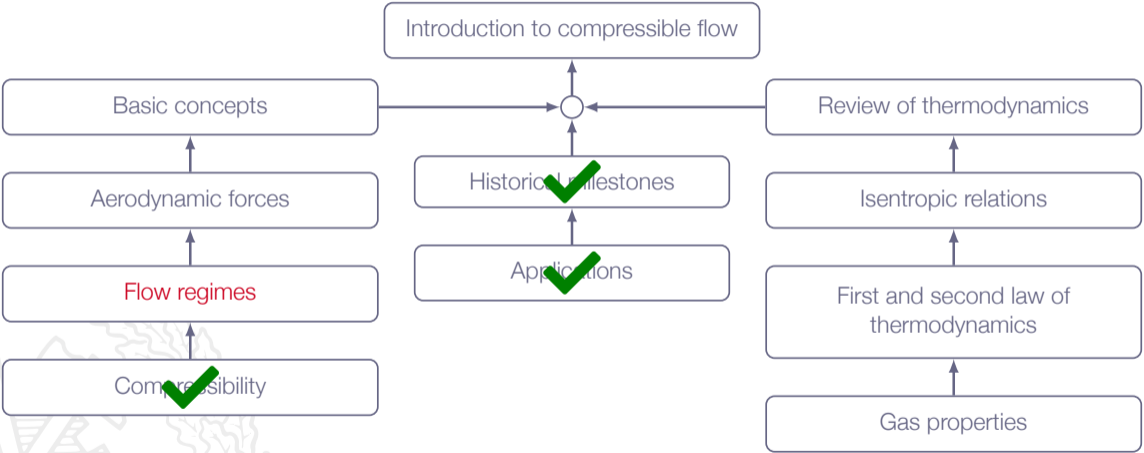 Introduction to compressible flow
Basic concepts
Review of thermodynamics
Historical milestones
Aerodynamic forces
Isentropic relations
Applications
Flow regimes
First and second law of
thermodynamics
Compressibility
Gas properties